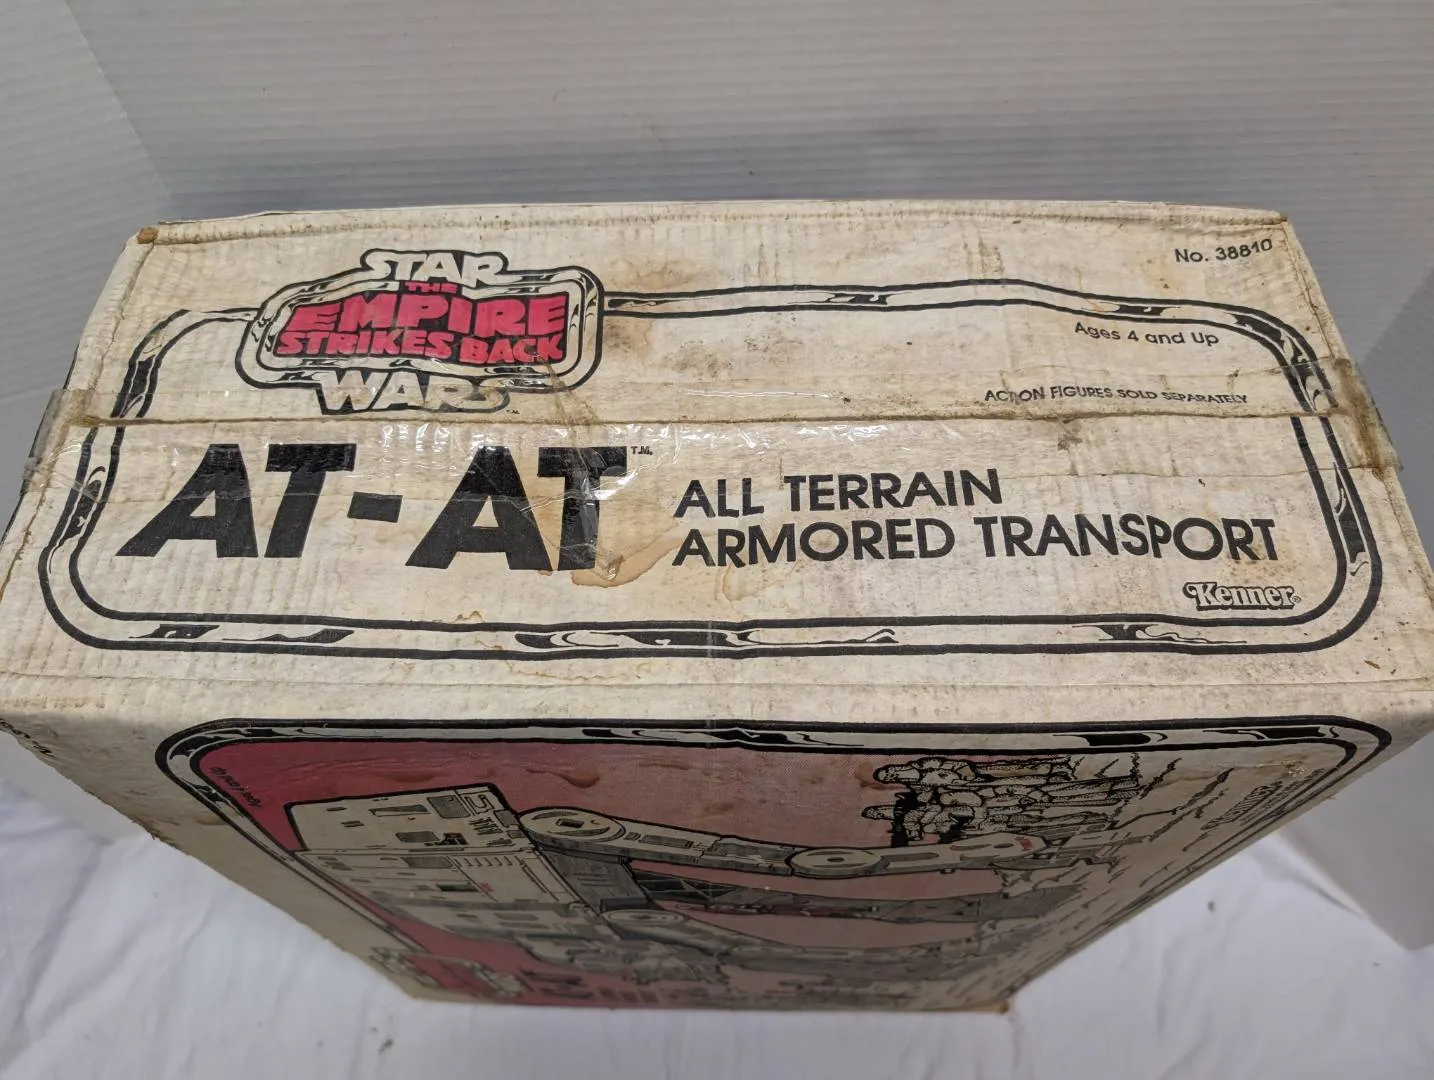 No. 38810
STAR
THE
EMPIRE
STRIKES BACK
WARS™
Ages 4 and Up
ACTION FIGURES SOLD SEPARATELY
AT-AT T.M.
ALL TERRAIN
ARMORED TRANSPORT
Kenner®